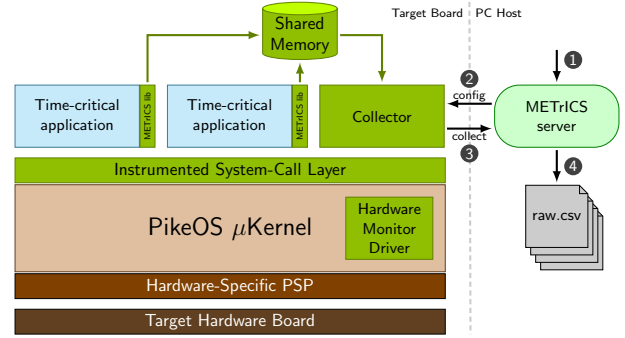 Target Board
PC Host
Shared
Memory
1
2
config
Time-critical
application
METrICS lib
Time-critical
application
METrICS lib
Collector
METrICS
server
collect
3
4
Instrumented System-Call Layer
raw.csv
PikeOS μKernel
Hardware
Monitor
Driver
Hardware-Specific PSP
Target Hardware Board